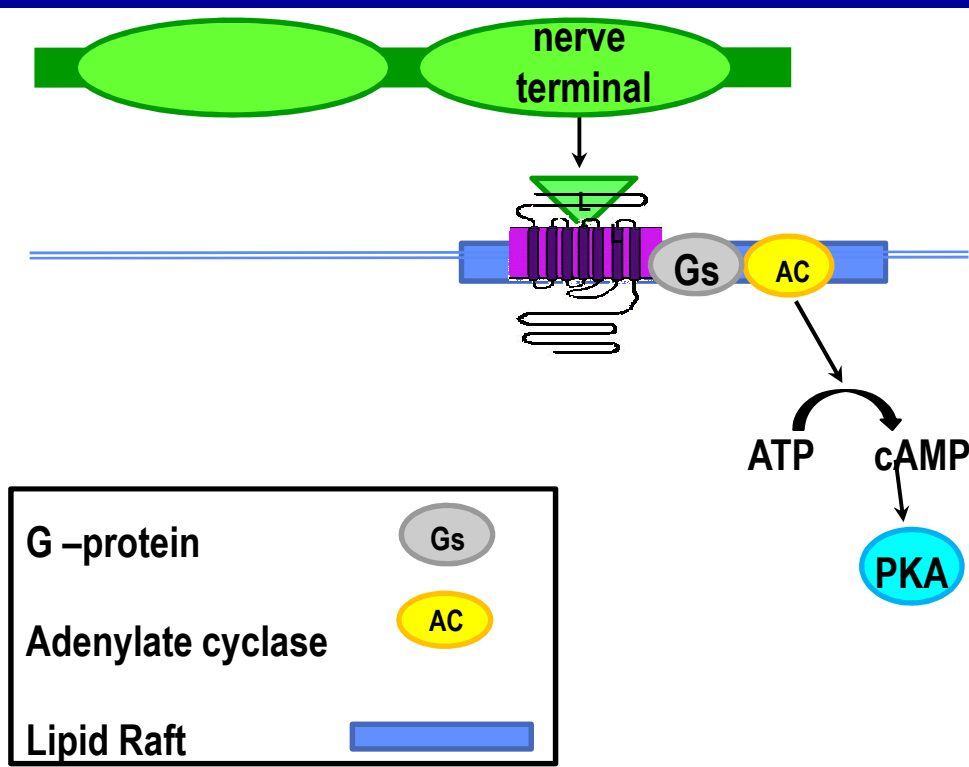 nerve
terminal
L
L
Gs
AC
ATP cAMP
PKA
G –protein Gs
Adenylate cyclase AC
Lipid Raft